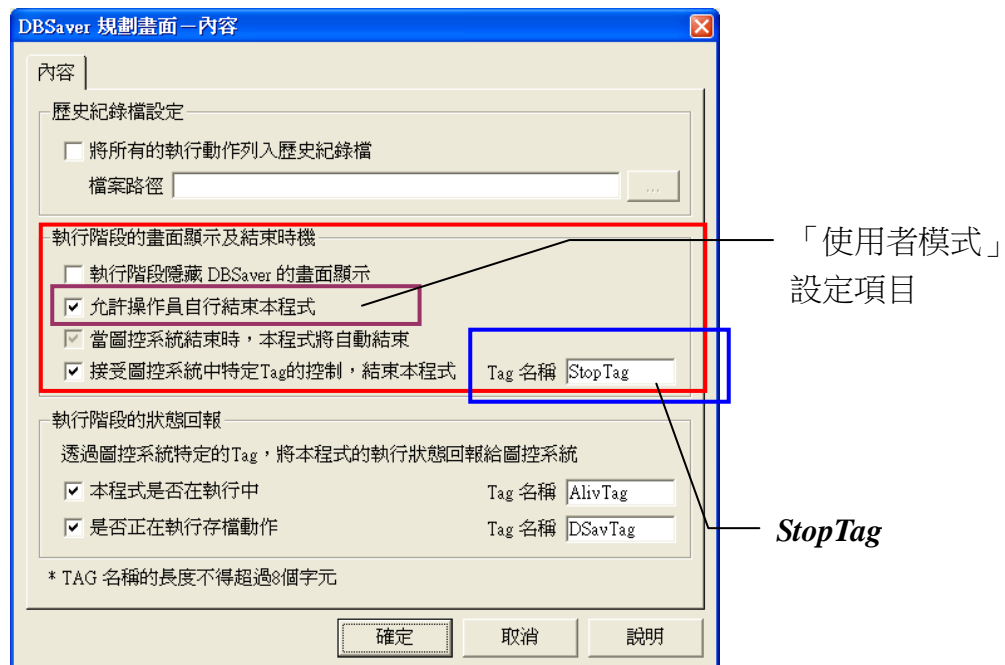 DBSaver 規劃畫面－內容
內容
歷史紀錄檔設定
將所有的執行動作列入歷史紀錄檔
檔案路徑
...
執行階段的畫面顯示及結束時機
執行階段隱藏 DBSaver 的畫面顯示
允許操作員自行結束本程式
當圖控系統結束時，本程式將自動結束
接受圖控系統中特定Tag的控制，結束本程式 Tag 名稱 StopTag
執行階段的狀態回報
透過圖控系統特定的Tag，將本程式的執行狀態回報給圖控系統
本程式是否在執行中 Tag 名稱 AlivTag
是否正在執行存檔動作 Tag 名稱 DSavTag
* TAG 名稱的長度不得超過8個字元
確定 取消 說明
「使用者模式」
設定項目
StopTag